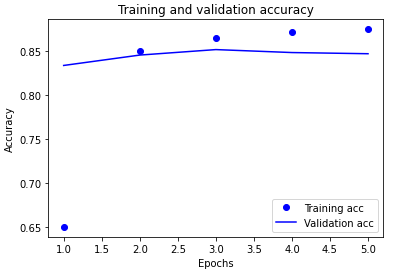 Training and validation accuracy
Accuracy
0.85
0.80
0.75
0.70
0.65
1.0 1.5 2.0 2.5 3.0 3.5 4.0 4.5 5.0
Epochs
Training acc
Validation acc